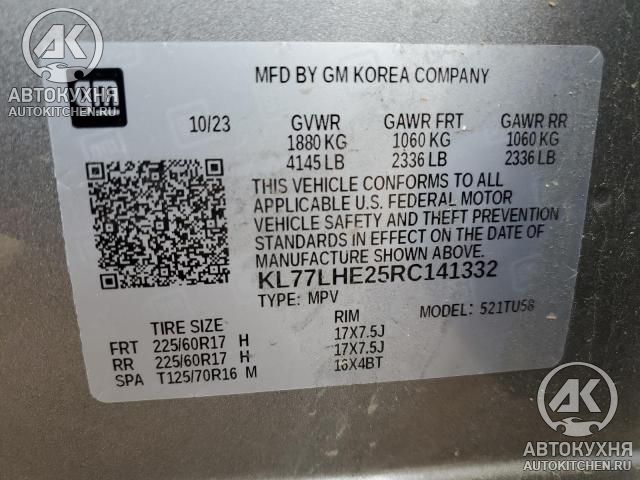 АВТОКУХНЯ
AUTOKITCHEN.RU
GM
MFD BY GM KOREA COMPANY
10/23 GVWR GAWR FRT. GAWR RR
1880 KG 1060 KG 1060 KG
4145 LB 2336 LB 2336 LB
THIS VEHICLE CONFORMS TO ALL
APPLICABLE U.S. FEDERAL MOTOR
VEHICLE SAFETY AND THEFT PREVENTION
STANDARDS IN EFFECT ON THE DATE OF
MANUFACTURE SHOWN ABOVE.
KL77LHE25RC141332
TYPE: MPV MODEL: 521TU58
TIRE SIZE RIM
FRT 225/60R17 H 17X7.5J
RR 225/60R17 H 17X7.5J
SPA T125/70R16 M 16X4BT
АК
АВТОКУХНЯ
AUTOKITCHEN.RU